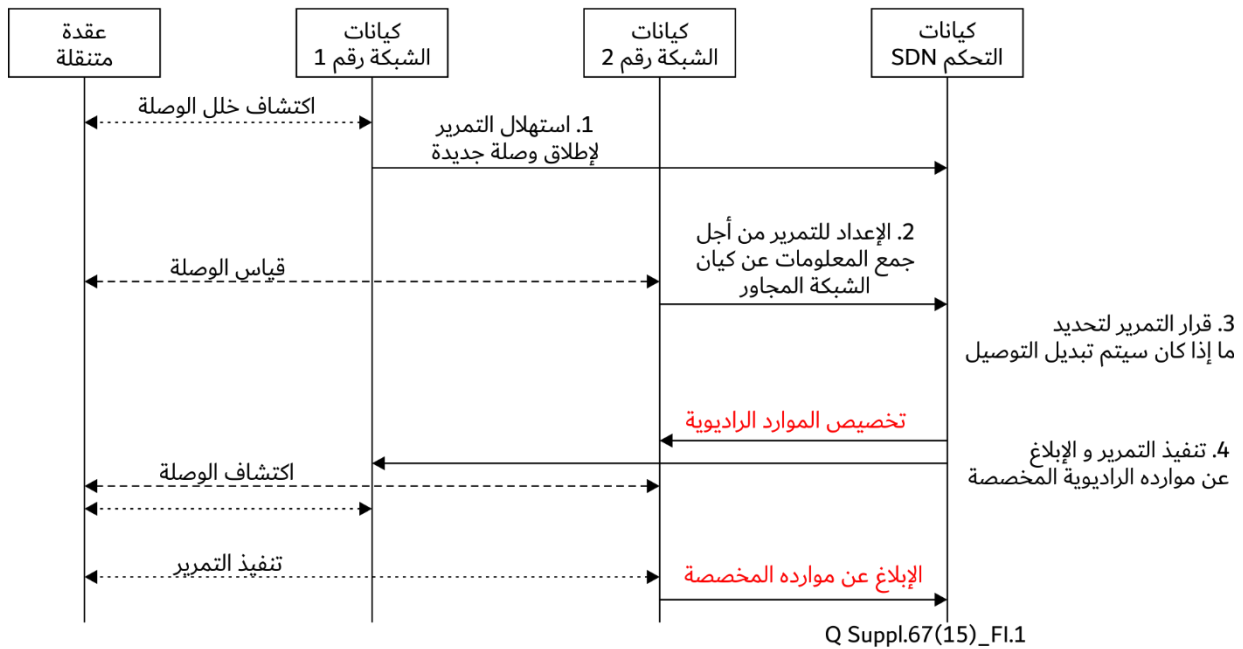 عقدة
متنقلة
كيانات
الشبكة رقم 1
كيانات
الشبكة رقم 2
كيانات
التحكم SDN
اكتشاف خلل الوصلة
1. استهلال التمرير
لإطلاق وصلة جديدة
2. الإعداد للتمرير من أجل
جمع المعلومات عن كيان
الشبكة المجاور
قياس الوصلة
3. قرار التمرير لتحديد
ما إذا كان سيتم تبديل التوصيل
تخصيص الموارد الراديوية
4. تنفيذ التمرير و الإبلاغ
عن موارده الراديوية المخصصة
اكتشاف الوصلة
تنفيذ التمرير
الإبلاغ عن موارده المخصصة
Q Suppl.67(15)_FI.1